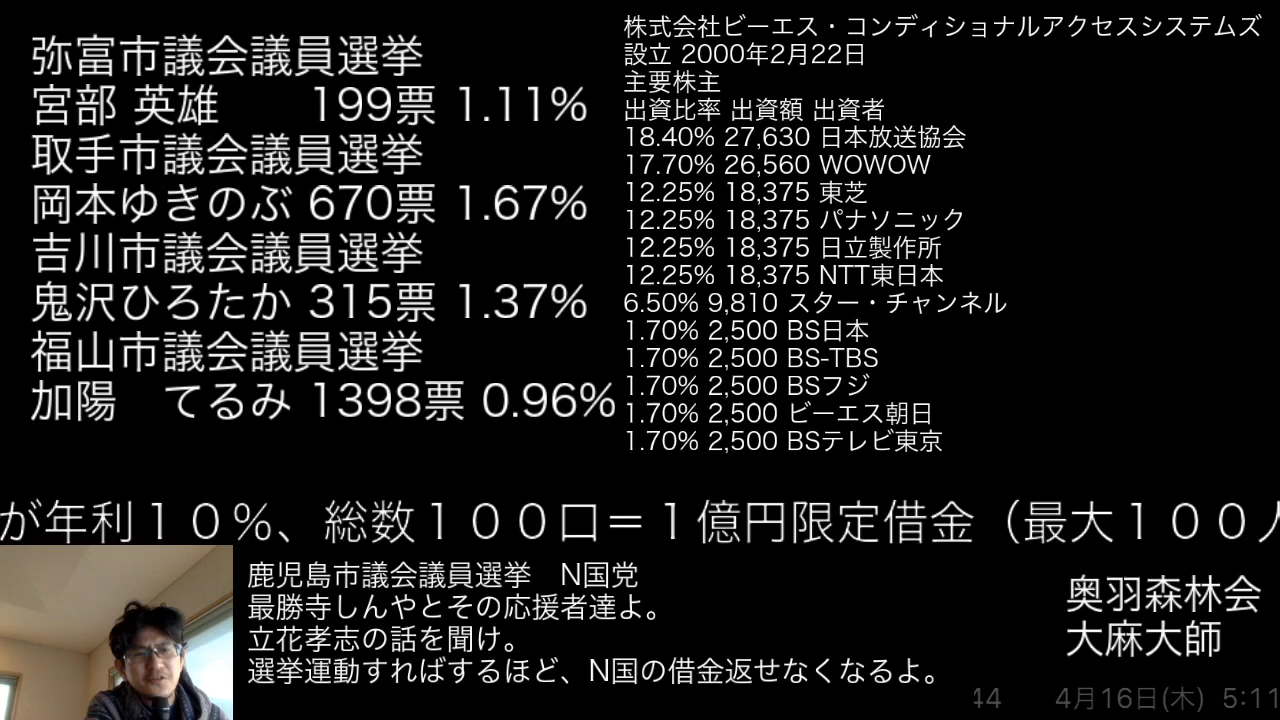 弥富市議会議員選挙
宮部 英雄　　199票 1.11%
取手市議会議員選挙
岡本ゆきのぶ 670票 1.67%
吉川市議会議員選挙
鬼沢ひろたか 315票 1.37%
福山市議会議員選挙
加陽　てるみ 1398票 0.96%
株式会社ビーエス・コンディショナルアクセスシステムズ
設立 2000年2月22日
主要株主
出資比率 出資額 出資者
18.40% 27,630 日本放送協会
17.70% 26,560 WOWOW
12.25% 18,375 東芝
12.25% 18,375 パナソニック
12.25% 18,375 日立製作所
12.25% 18,375 NTT東日本
6.50% 9,810 スター・チャンネル
1.70% 2,500 BS日本
1.70% 2,500 BS-TBS
1.70% 2,500 BSフジ
1.70% 2,500 ビーエス朝日
1.70% 2,500 BSテレビ東京
が年利１０％、総数１００口＝１億円限定借金（最大１００人
鹿児島市議会議員選挙　N国党
最勝寺しんやとその応援者達よ。
立花孝志の話を聞け。
選挙運動すればするほど、N国の借金返せなくなるよ。
奥羽森林会
大麻大師
44　　4月16日(木)　5:11